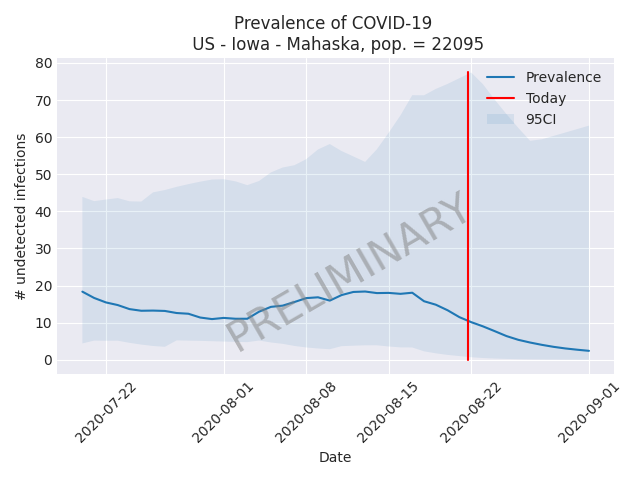 Prevalence of COVID-19
US - Iowa - Mahaska, pop. = 22095
80
70
60
50
40
30
20
10
0
# undetected infections
Prevalence
Today
95CI
PRELIMINARY
2020-07-22
2020-08-01
2020-08-08
2020-08-15
2020-08-22
2020-09-01
Date